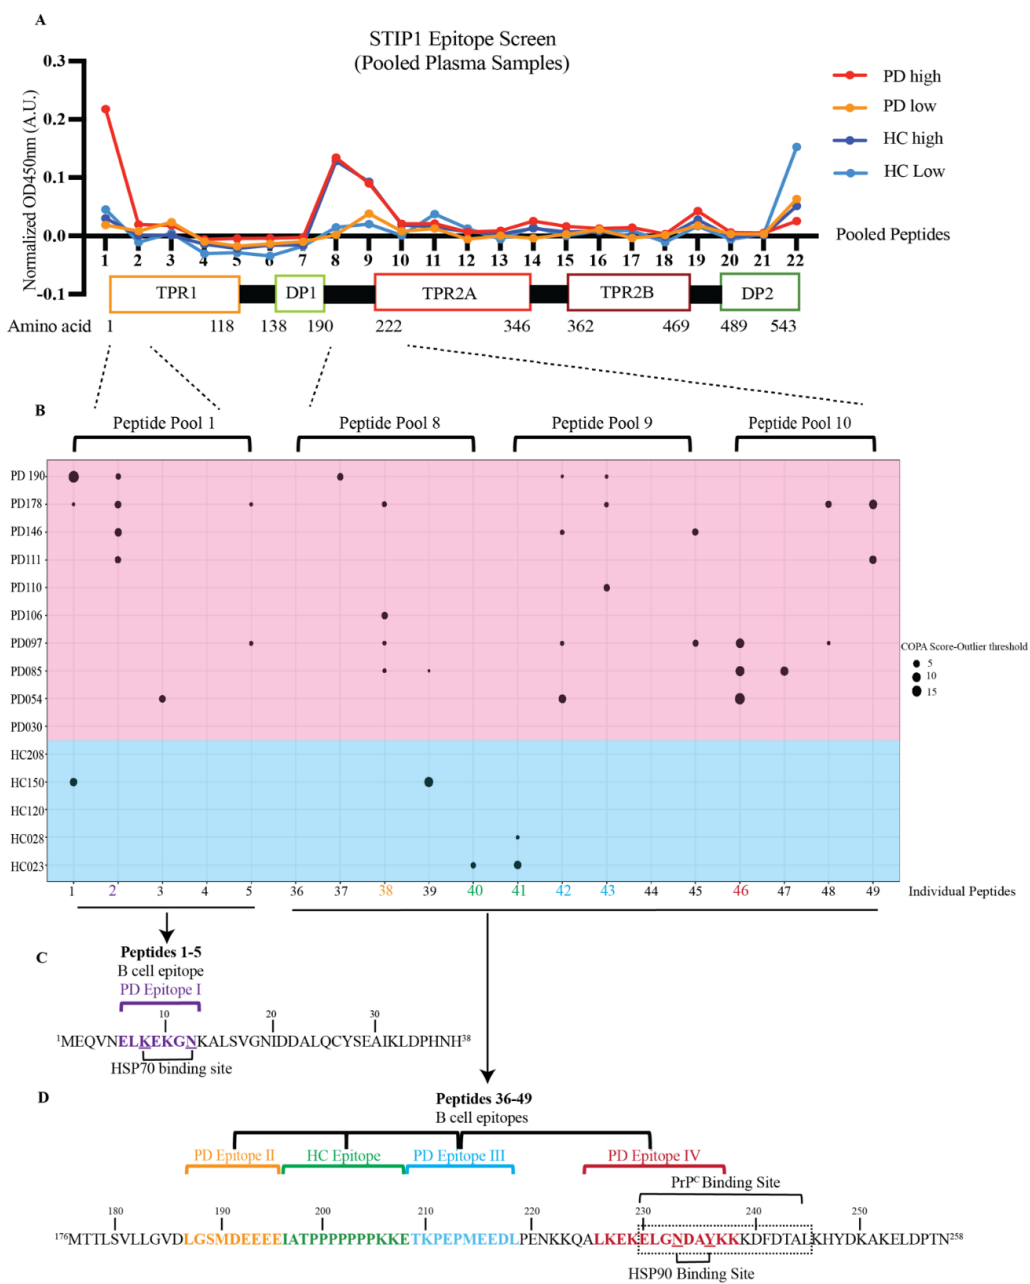 A
STIP1 Epitope Screen
(Pooled Plasma Samples)
Normalized OD450nm (A.U.)
0.3
0.2
0.1
0.0
-0.1
PD high
PD low
HC high
HC Low
1 2 3 4 5 6 7 8 9 10 11 12 13 14 15 16 17 18 19 20 21 22
Pooled Peptides
TPR1 DP1 TPR2A TPR2B DP2
Amino acid 1 118 138 190 222 346 362 469 489 543
B
Peptide Pool 1 Peptide Pool 8 Peptide Pool 9 Peptide Pool 10
PD 190
PD178
PD146
PD111
PD110
PD106
PD097
PD085
PD054
PD030
HC208
HC150
HC120
HC028
HC023
COPA Score-Outlier threshold
5
10
15
1 2 3 4 5 36 37 38 39 40 41 42 43 44 45 46 47 48 49 Individual Peptides
C
Peptides 1-5
B cell epitope
PD Epitope I
10 20 30
1MEQVNELKEKGNKALSVGNIDDALQCYSEAIKLDPHNH38
HSP70 binding site
D
Peptides 36-49
B cell epitopes
PD Epitope II HC Epitope PD Epitope III PD Epitope IV
PrPC Binding Site
180 190 200 210 220 230 240 250
176MTTLSVLLGVDLGSMDEEEEIATPPPPPPPKKETKPEPMEEDLPENKKQALKEKELGNDAYKKKDFDTALKHYDKAKELDPTN258
HSP90 Binding Site